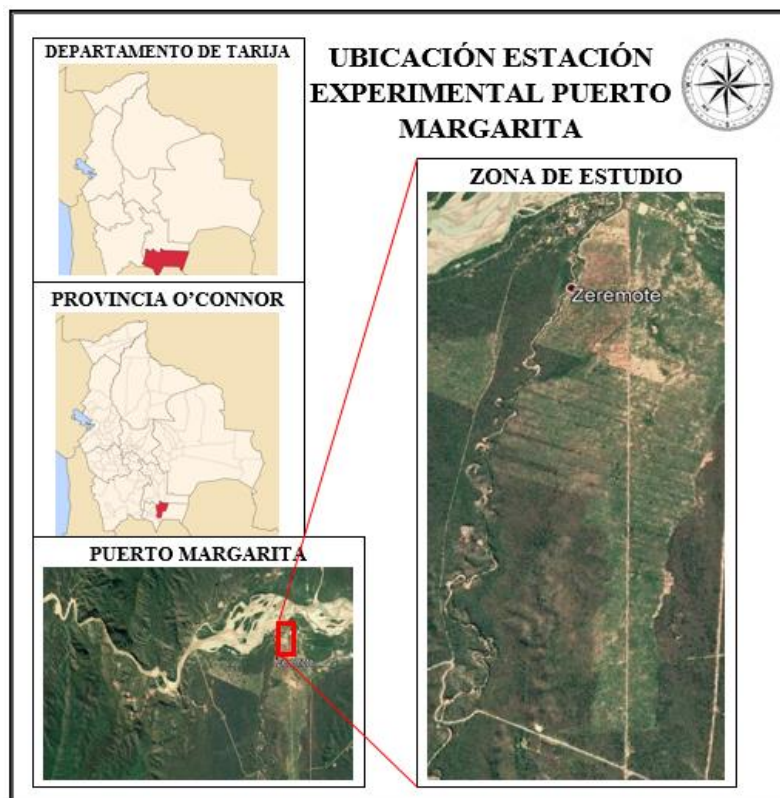 DEPARTAMENTO DE TARIJA
UBICACIÓN ESTACIÓN
EXPERIMENTAL PUERTO
MARGARITA
ZONA DE ESTUDIO
Zeremote
PROVINCIA O’CONNOR
PUERTO MARGARITA